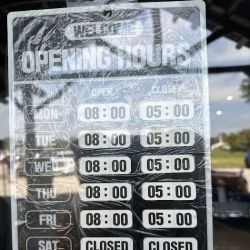 WELCOME
OPENING HOURS
OPEN CLOSE
MON 08:00 05:00
TUE 08:00 05:00
WED 08:00 05:00
THU 08:00 05:00
FRI 08:00 05:00
SAT CLOSED CLOSED